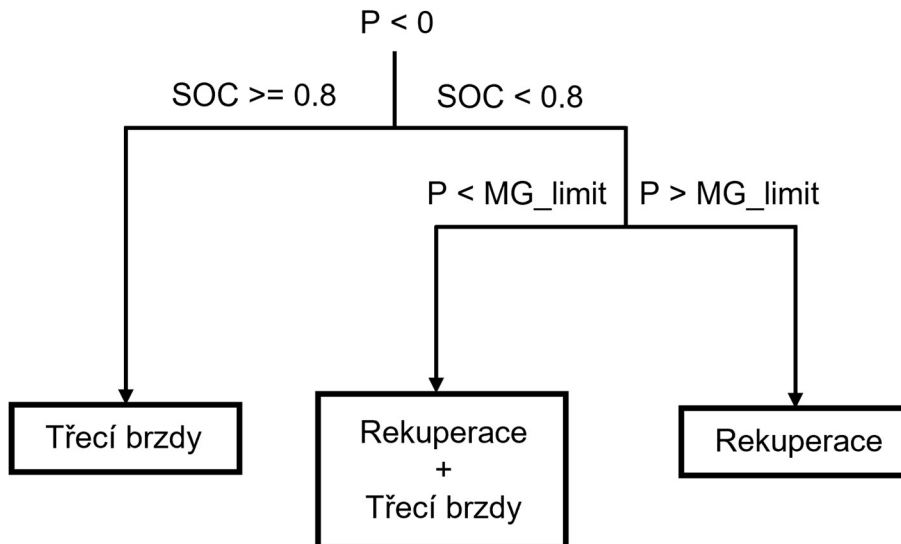 P < 0
SOC >= 0.8
SOC < 0.8
P < MG_limit
P > MG_limit
Třecí brzdy
Rekuperace
+
Třecí brzdy
Rekuperace